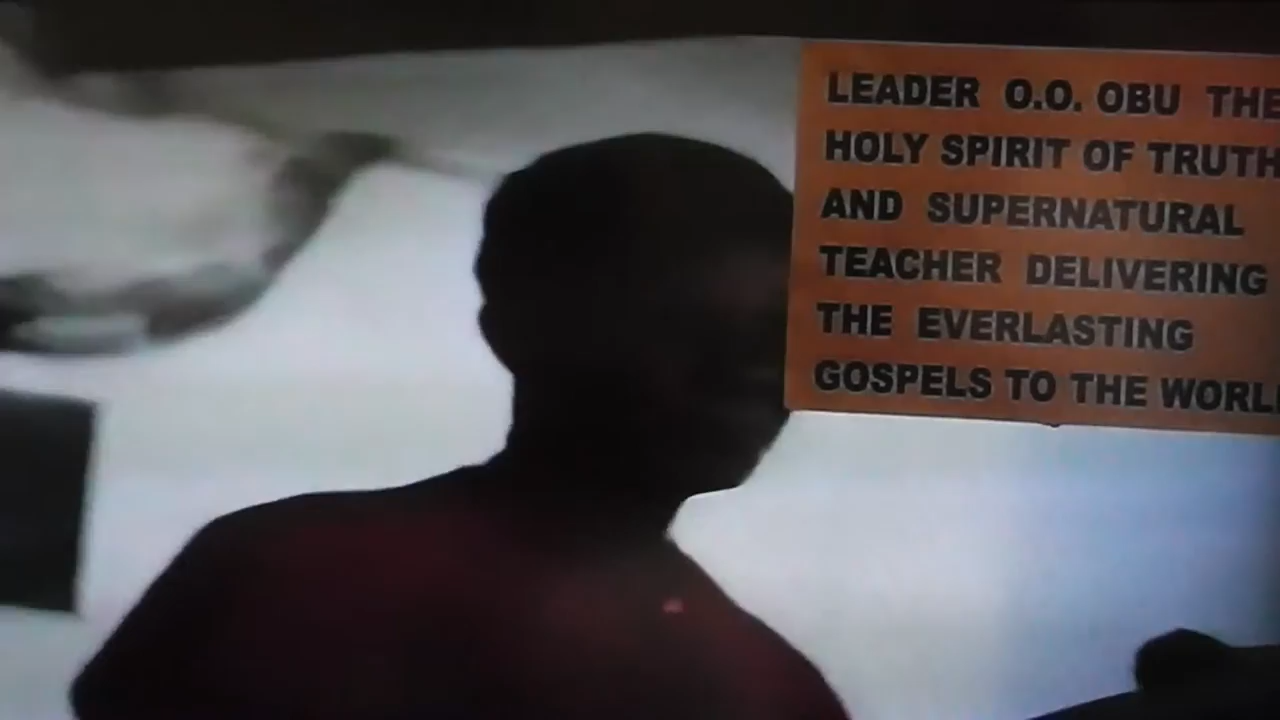 LEADER O.O. OBU THE
HOLY SPIRIT OF TRUTH
AND SUPERNATURAL
TEACHER DELIVERING
THE EVERLASTING
GOSPELS TO THE WORL